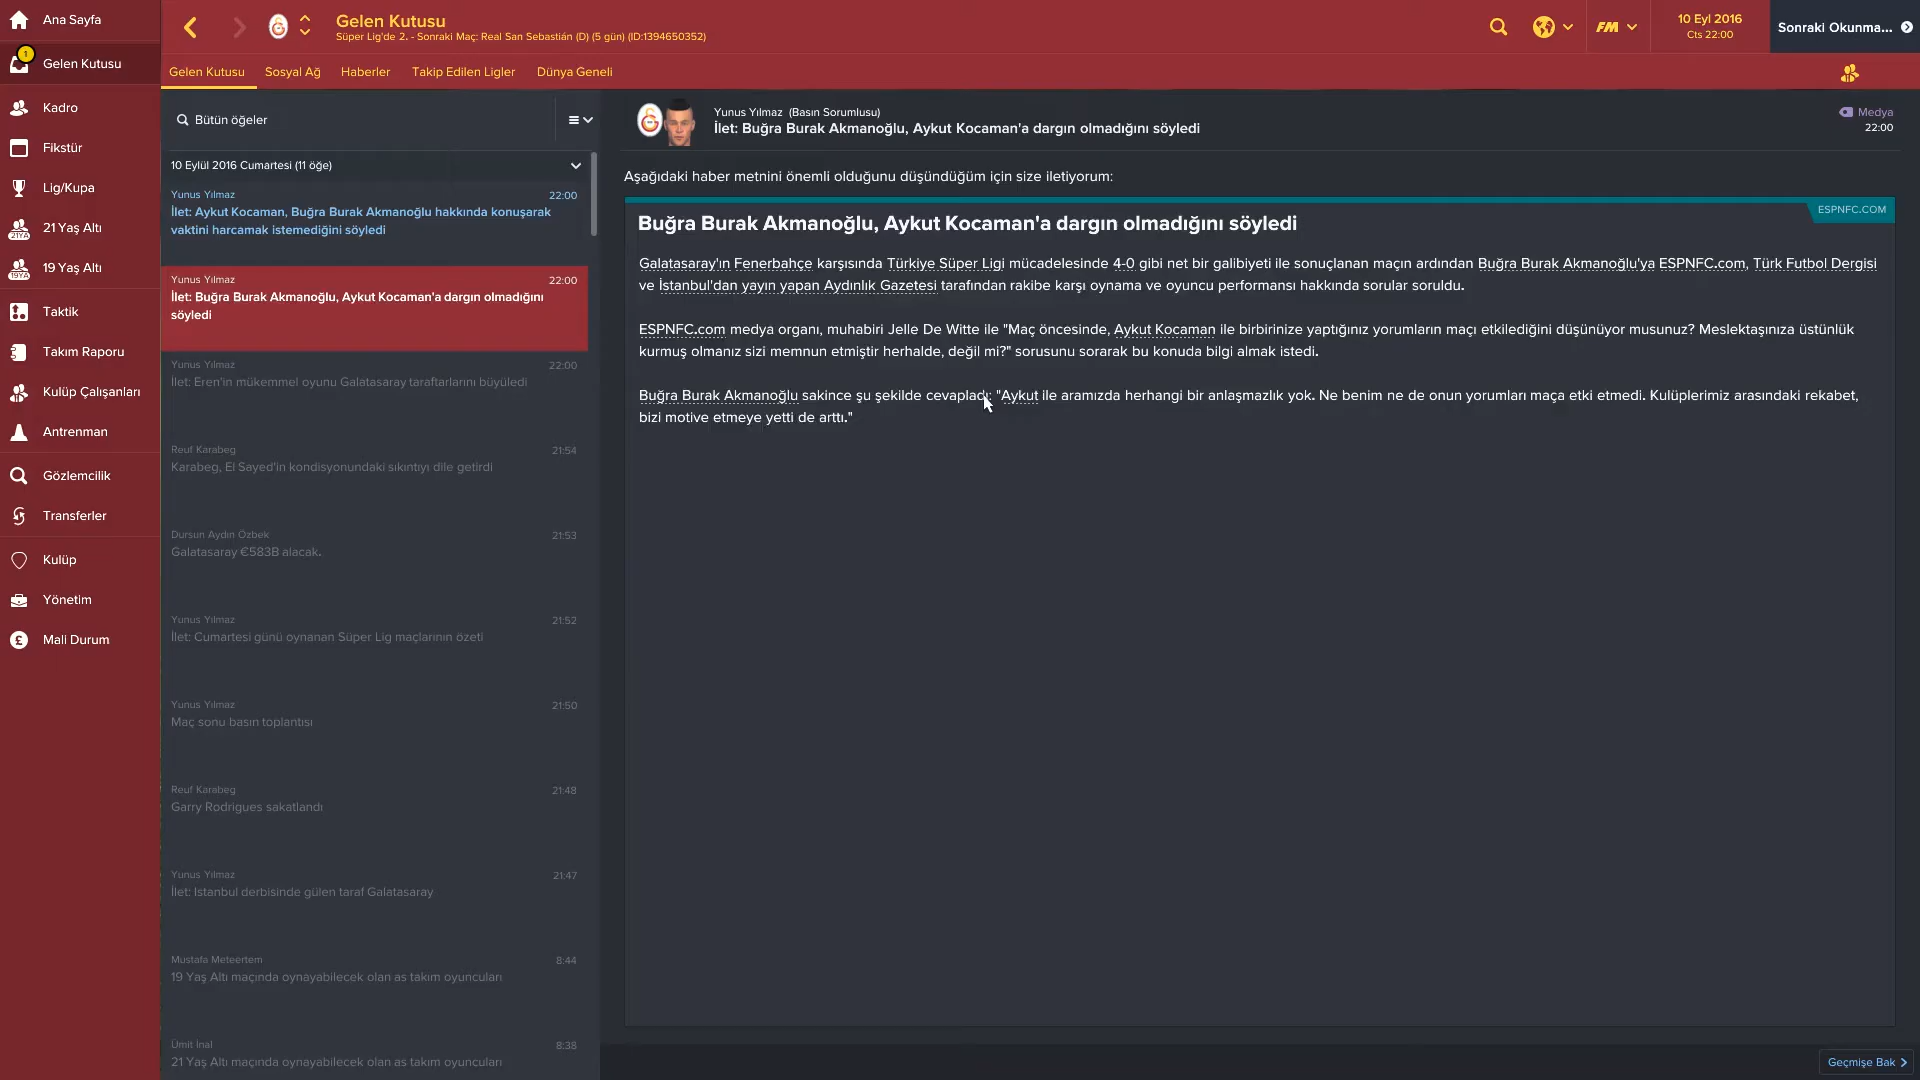 Ana Sayfa
1
Gelen Kutusu
Kadro
Fikstür
Lig/Kupa
21 Yaş Altı
19 Yaş Altı
Taktik
Takım Raporu
Kulüp Çalışanları
Antrenman
Gözlemcilik
Transferler
Kulüp
Yönetim
Mali Durum
Gelen Kutusu
Süper Lig'de 2. - Sonraki Maç: Real San Sebastián (D) (5 gün) (ID:1394650352)
FM
10 Eyl 2016
Cts 22:00
Sonraki Okunma...
Gelen Kutusu Sosyal Ağ Haberler Takip Edilen Ligler Dünya Geneli
Bütün öğeler
10 Eylül 2016 Cumartesi (11 öğe)
Yunus Yılmaz 22:00
İlet: Aykut Kocaman, Buğra Burak Akmanoğlu hakkında konuşarak
vaktini harcamak istemediğini söyledi
Yunus Yılmaz 22:00
İlet: Buğra Burak Akmanoğlu, Aykut Kocaman'a dargın olmadığını
söyledi
Yunus Yılmaz 22:00
İlet: Eren'in mükemmel oyunu Galatasaray taraftarlarını büyüledi
Reuf Karabeg 21:54
Karabeg, El Sayed'in kondisyonundaki sıkıntıyı dile getirdi
Dursun Aydın Özbek 21:53
Galatasaray €583B alacak.
Yunus Yılmaz 21:52
İlet: Cumartesi günü oynanan Süper Lig maçlarının özeti
Yunus Yılmaz 21:50
Maç sonu basın toplantısı
Reuf Karabeg 21:48
Garry Rodrigues sakatlandı
Yunus Yılmaz 21:47
İlet: Istanbul derbisinde gülen taraf Galatasaray
Mustafa Meteertem 8:44
19 Yaş Altı maçında oynayabilecek olan as takım oyuncuları
Ümit İnal 8:38
21 Yaş Altı maçında oynayabilecek olan as takım oyuncuları
Yunus Yılmaz (Basın Sorumlusu)
İlet: Buğra Burak Akmanoğlu, Aykut Kocaman'a dargın olmadığını söyledi
Medya
22:00
Aşağıdaki haber metnini önemli olduğunu düşündüğüm için size iletiyorum:
ESPNFC.COM
Buğra Burak Akmanoğlu, Aykut Kocaman'a dargın olmadığını söyledi
Galatasaray'ın Fenerbahçe karşısında Türkiye Süper Ligi mücadelesinde 4-0 gibi net bir galibiyeti ile sonuçlanan maçın ardından Buğra Burak Akmanoğlu'ya ESPNFC.com, Türk Futbol Dergisi
ve İstanbul'dan yayın yapan Aydınlık Gazetesi tarafından rakibe karşı oynama ve oyuncu performansı hakkında sorular soruldu.
ESPNFC.com medya organı, muhabiri Jelle De Witte ile "Maç öncesinde, Aykut Kocaman ile birbirinize yaptığınız yorumların maçı etkilediğini düşünüyor musunuz? Meslektaşınıza üstünlük
kurmuş olmanız sizi memnun etmiştir herhalde, değil mi?" sorusunu sorarak bu konuda bilgi almak istedi.
Buğra Burak Akmanoğlu sakince şu şekilde cevapladı: "Aykut ile aramızda herhangi bir anlaşmazlık yok. Ne benim ne de onun yorumları maça etki etmedi. Kulüplerimiz arasındaki rekabet,
bizi motive etmeye yetti de arttı."
Geçmişe Bak